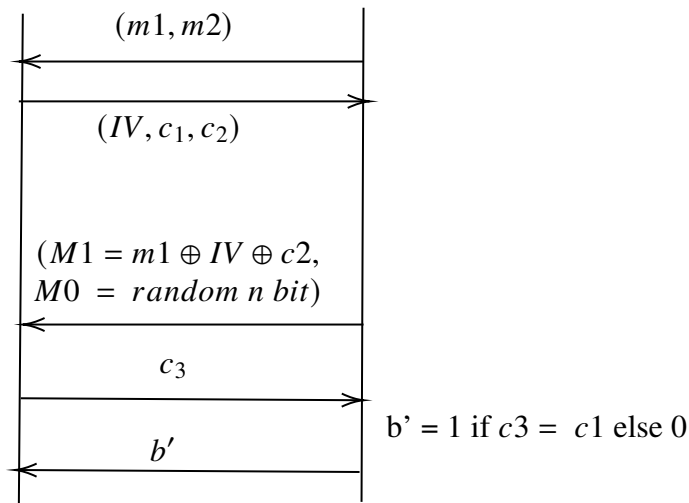 (m1, m2)
(IV, c₁, c₂)
(M1 = m1 ⊕ IV ⊕ c2,
M0 = random n bit)
c₃
b' = 1 if c3 = c1 else 0
b'